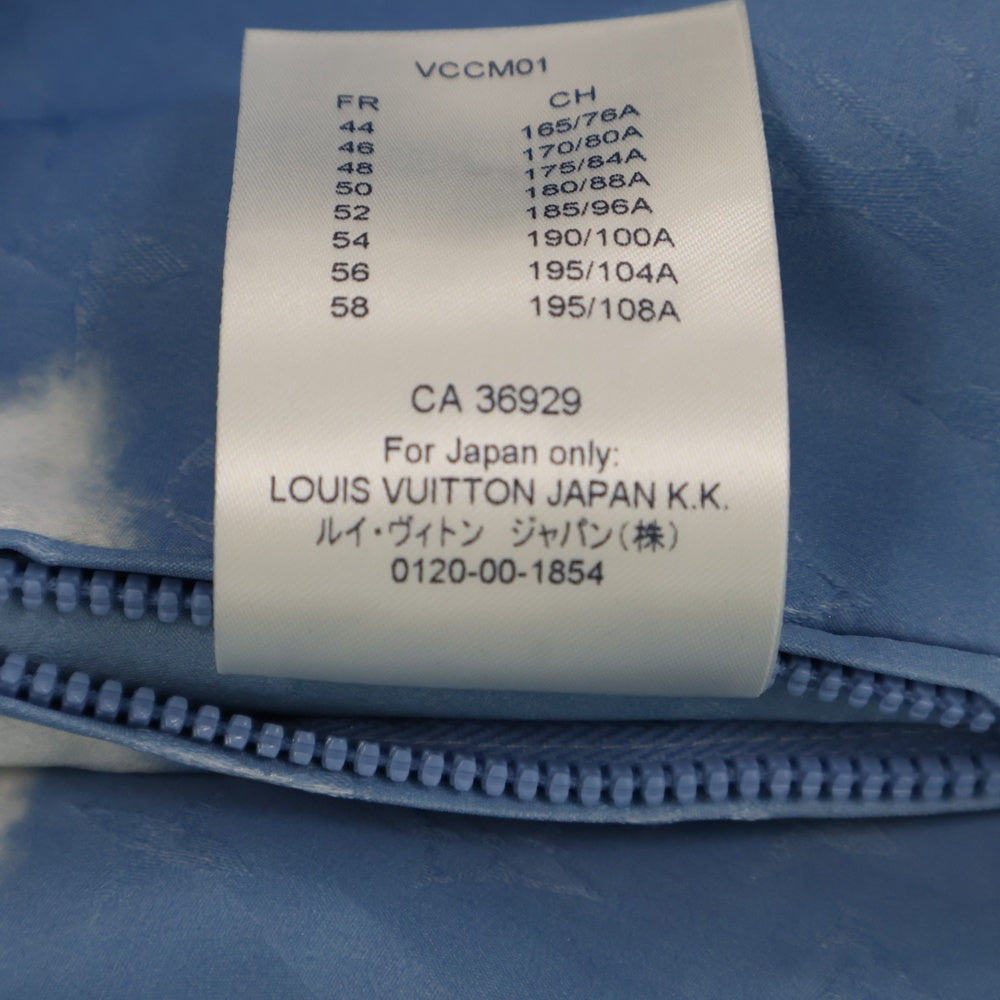 VCCM01
FR CH
44 165/76A
46 170/80A
48 175/84A
50 180/88A
52 185/96A
54 190/100A
56 195/104A
58 195/108A
CA 36929
For Japan only:
LOUIS VUITTON JAPAN K.K.
ルイ・ヴィトン ジャパン(株)
0120-00-1854